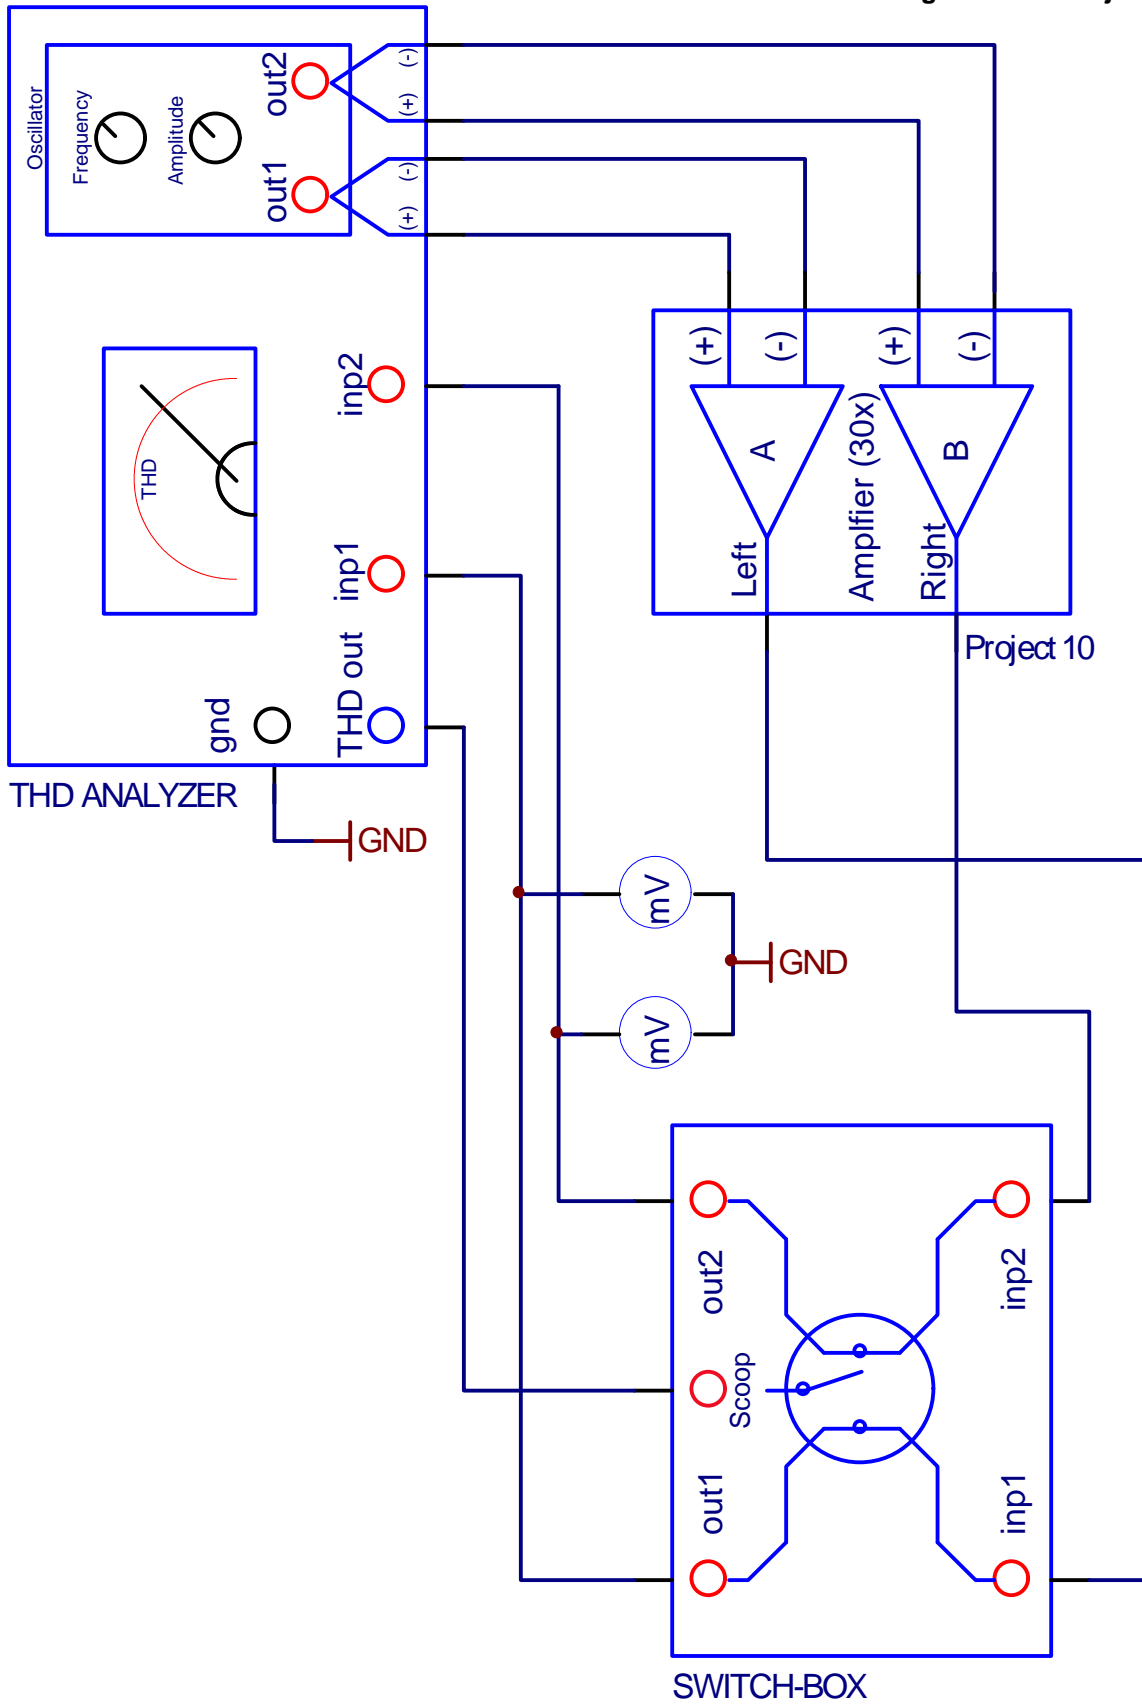 Oscillator
Frequency
Amplitude
out2
out1
(-)
(+)
(-)
(+)
THD
inp2
inp1
THD out
gnd
THD ANALYZER
GND
(+)
(-)
(+)
(-)
A
B
Amplfier (30x)
Left
Right
Project 10
mV
mV
GND
out2
Scoop
out1
inp2
inp1
SWITCH-BOX